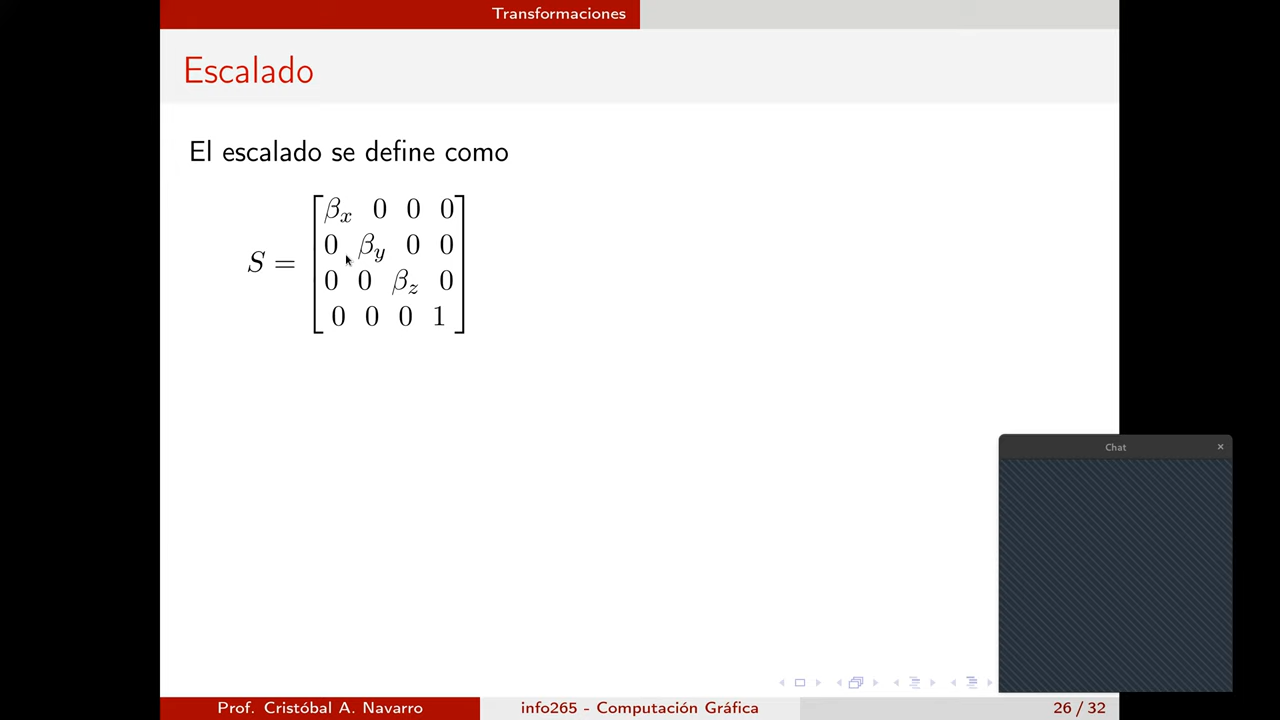 Transformaciones
Escalado
El escalado se define como
S = [βx 0 0 0
0 βy 0 0
0 0 βz 0
0 0 0 1]
Chat ×
Prof. Cristóbal A. Navarro info265 - Computación Gráfica 26 / 32